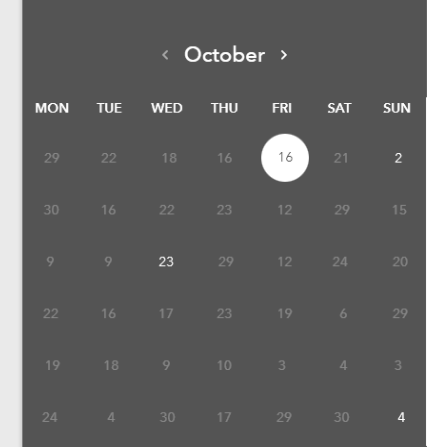 ‹ October ›
MON TUE WED THU FRI SAT SUN
29 22 18 16 16 21 2
30 16 22 23 12 29 15
9 9 23 29 12 24 20
22 16 17 23 19 6 29
19 18 9 10 3 4 3
24 4 30 17 29 30 4